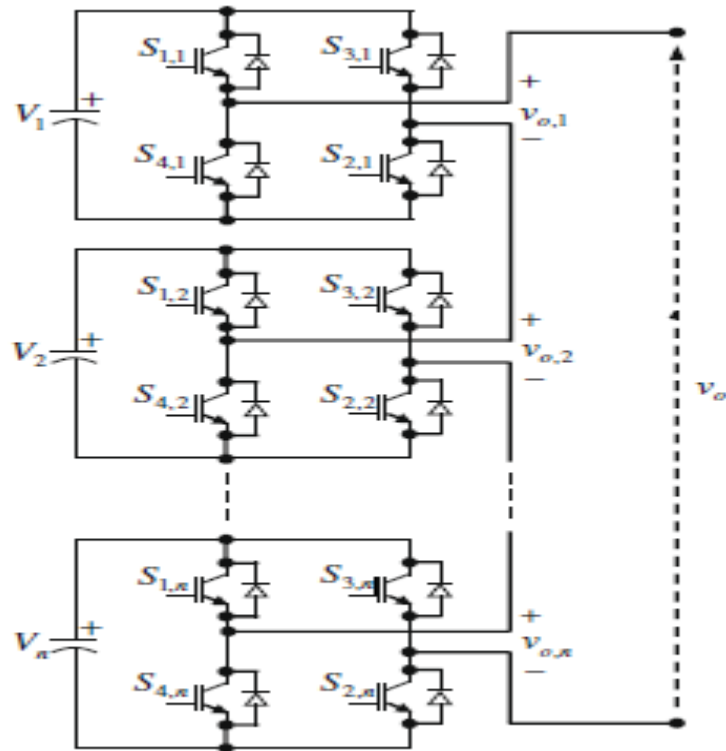 S1,1 S3,1
+
V1
+
vo,1
−
S4,1 S2,1
S1,2 S3,2
+
V2
+
vo,2
−
S4,2 S2,2
vo
S1,n S3,n
+
Vn
+
vo,n
−
S4,n S2,n